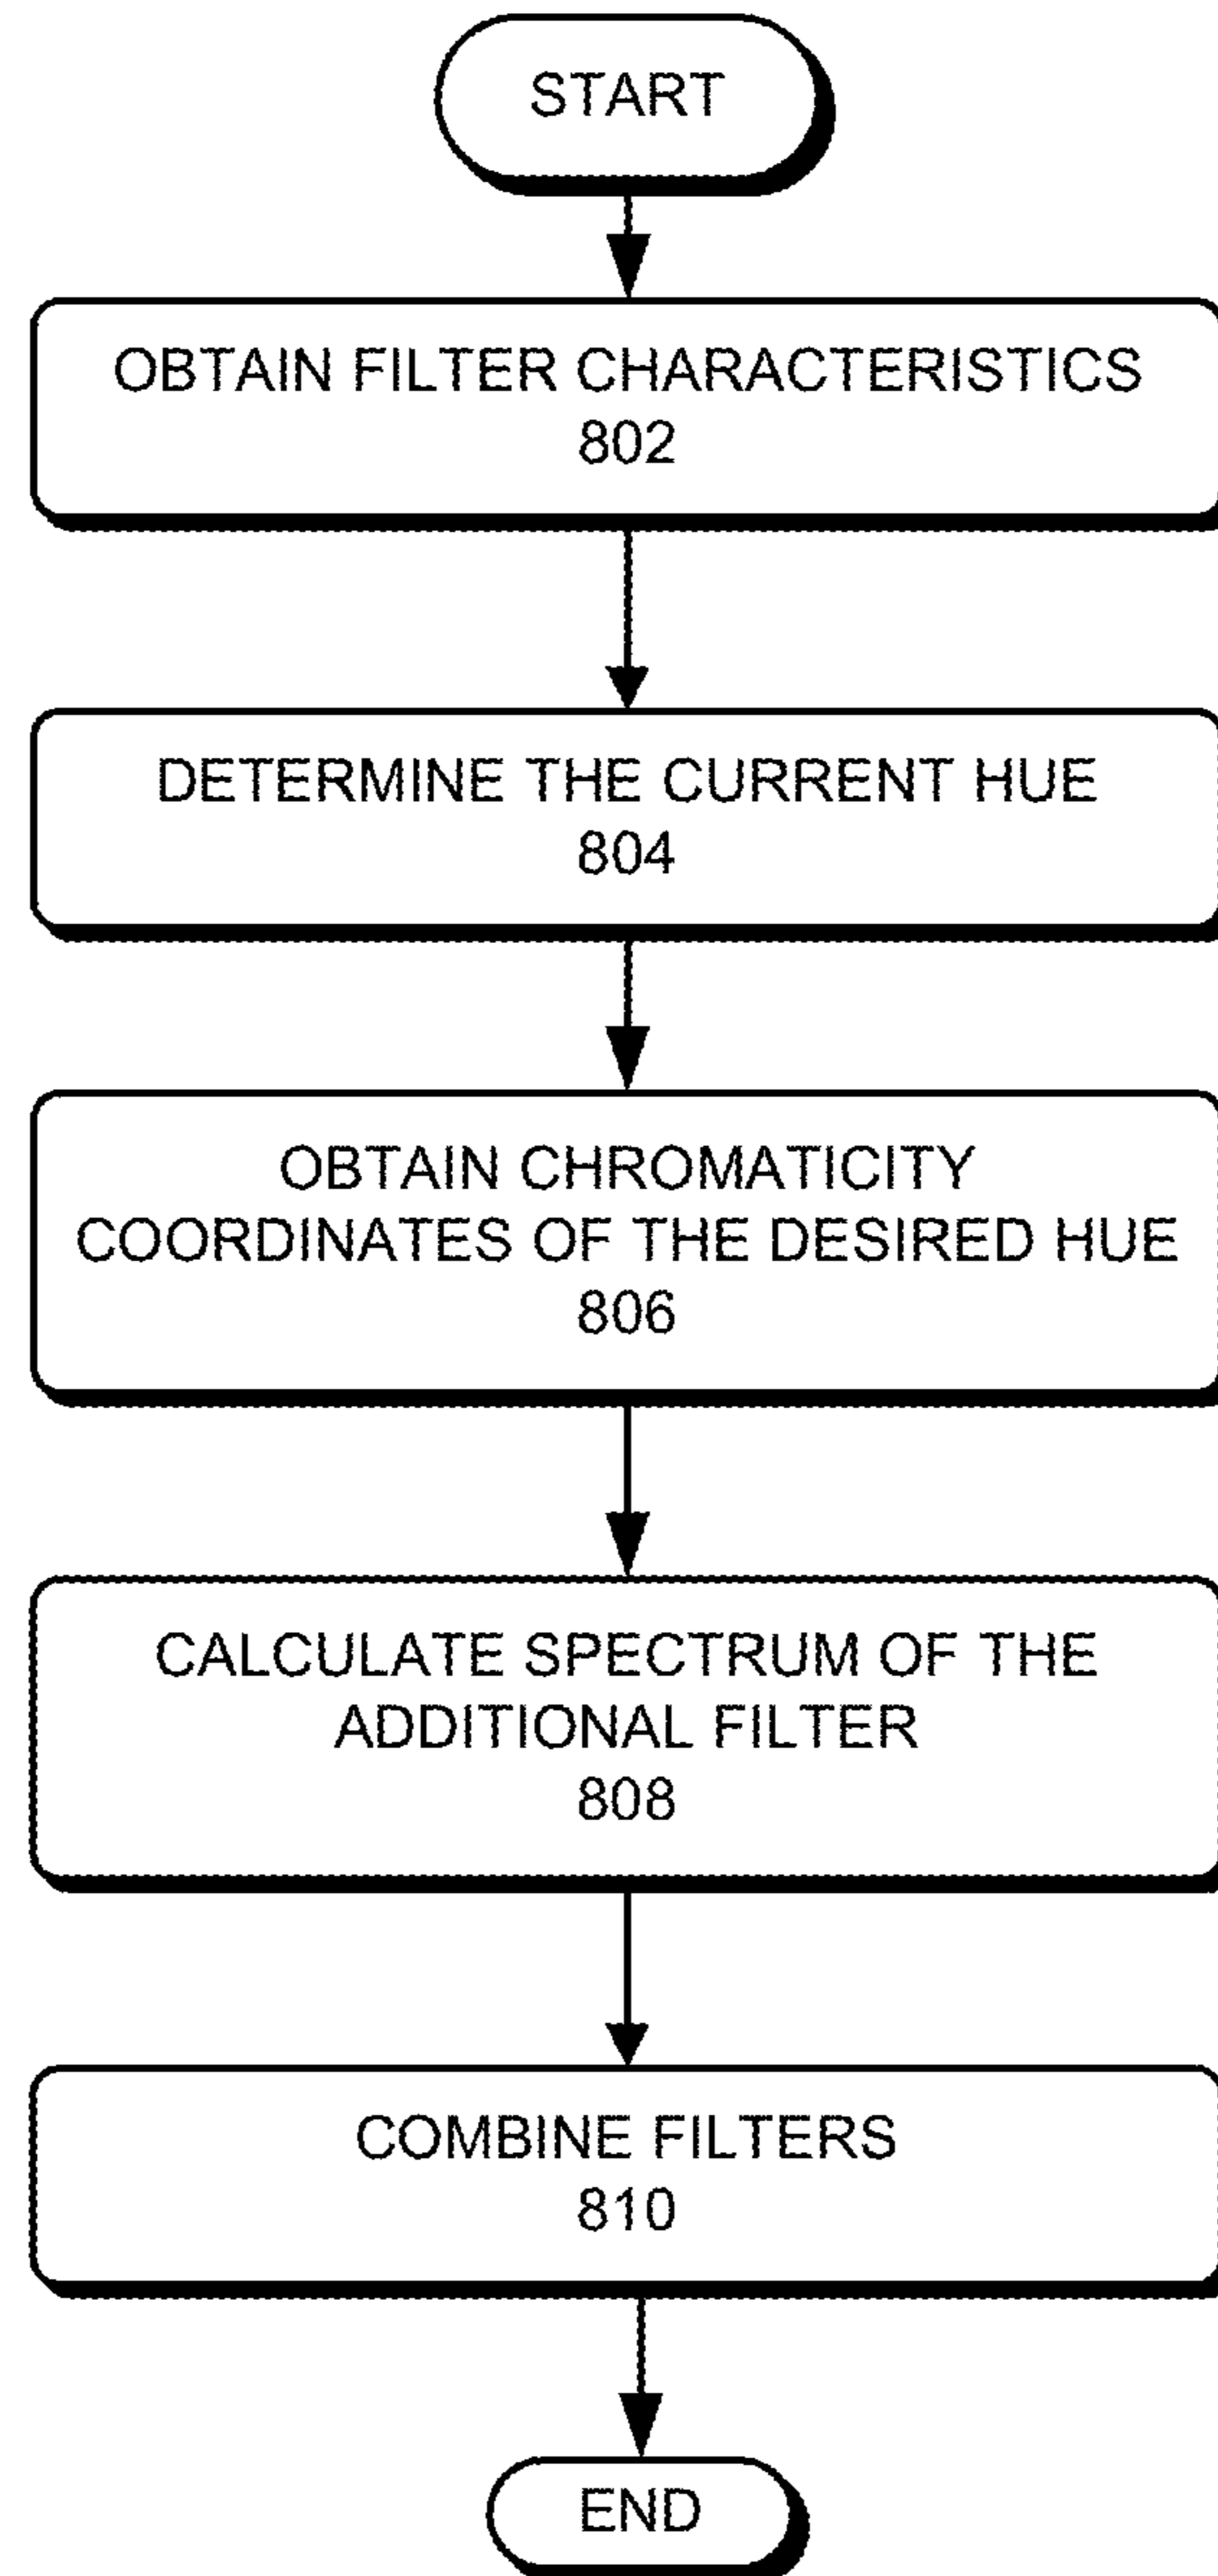 START
OBTAIN FILTER CHARACTERISTICS
802
DETERMINE THE CURRENT HUE
804
OBTAIN CHROMATICITY
COORDINATES OF THE DESIRED HUE
806
CALCULATE SPECTRUM OF THE
ADDITIONAL FILTER
808
COMBINE FILTERS
810
END